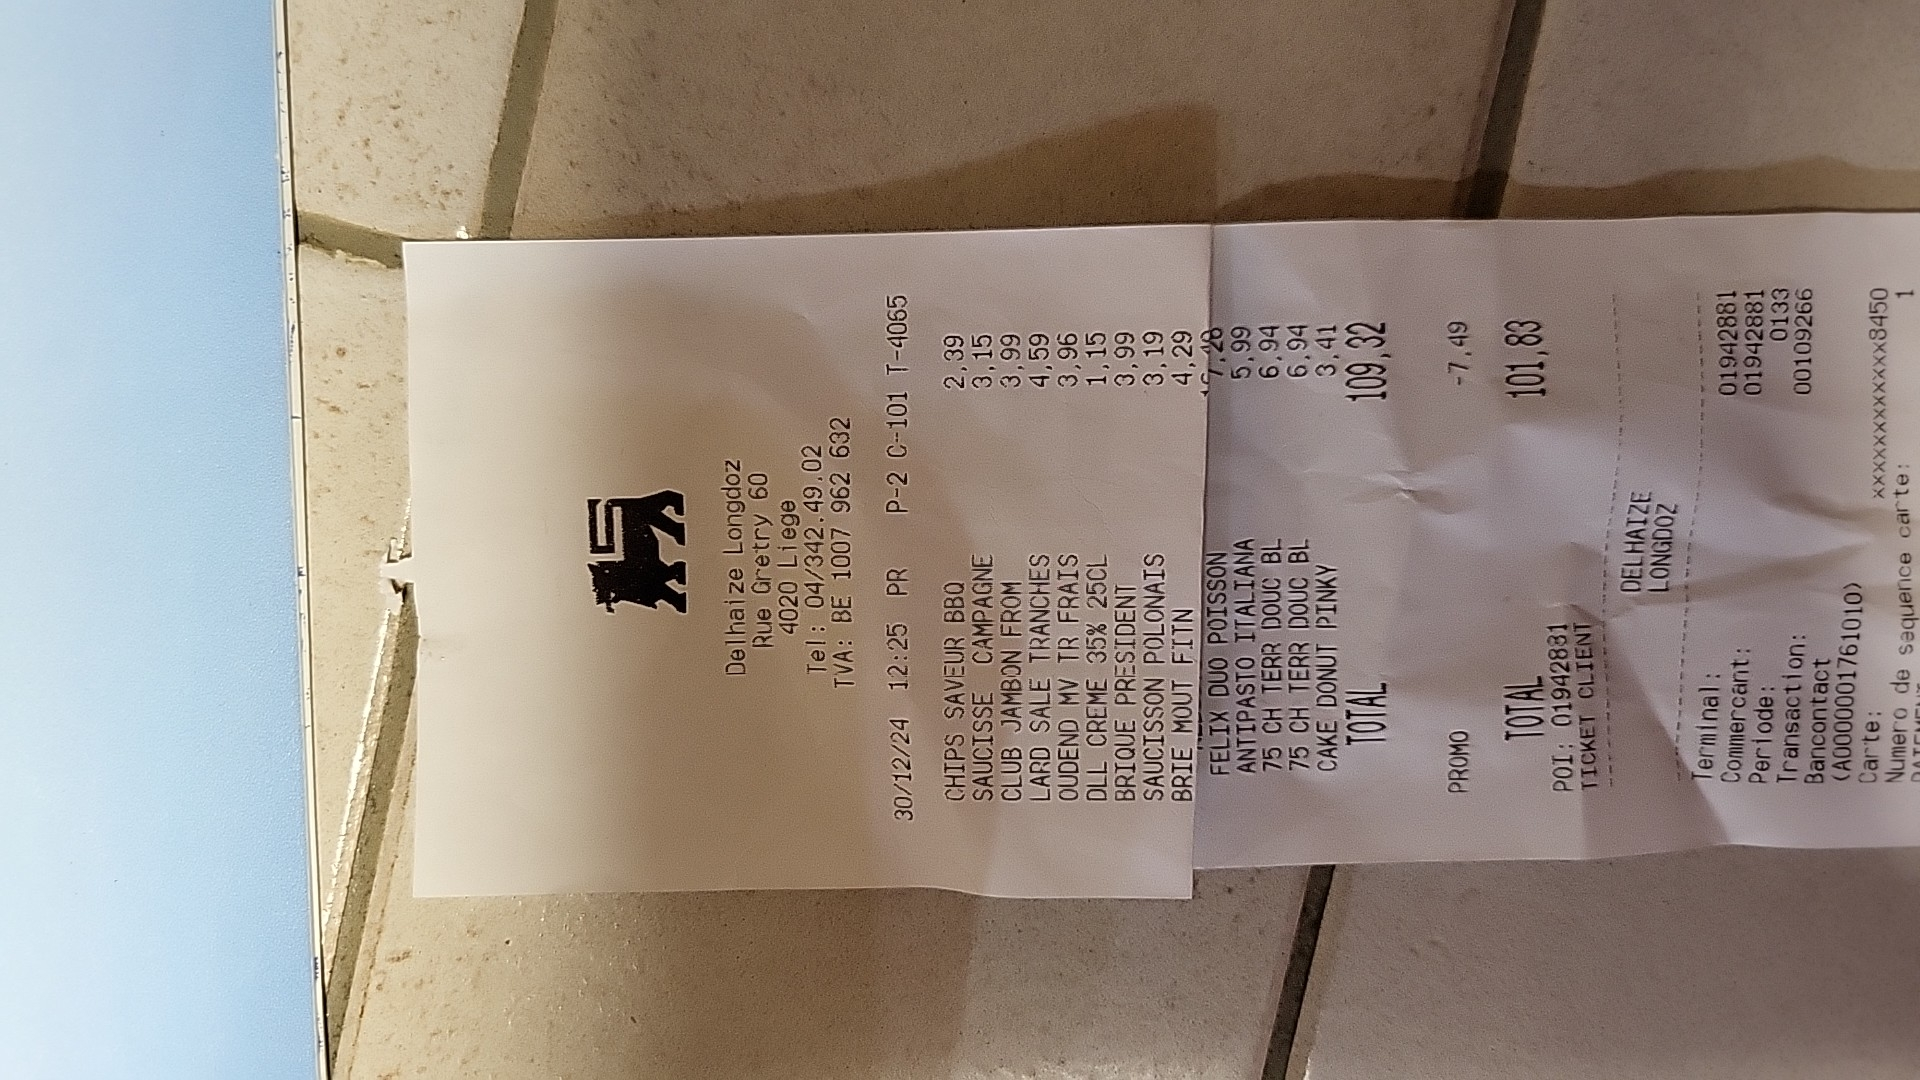 Delhaize Longdoz
Rue Gretry 60
4020 Liege
Tel: 04/342.49.02
TVA: BE 1007 962 632
30/12/24 12:25 PR P-2 C-101 T-4065
CHIPS SAVEUR BBQ 2,39
SAUCISSE CAMPAGNE 3,15
CLUB JAMBON FROM 3,99
LARD SALE TRANCHES 4,59
OUDEND MV TR FRAIS 3,96
DLL CREME 35% 25CL 1,15
BRIQUE PRESIDENT 3,99
SAUCISSON POLONAIS 3,19
BRIE MOUT FITN 4,29
FELIX DUO POISSON 7,28
ANTIPASTO ITALIANA 5,99
75 CH TERR DOUC BL 6,94
75 CH TERR DOUC BL 6,94
CAKE DONUT PINKY 3,41
TOTAL 109,32
PROMO -7,49
TOTAL 101,83
POI: 01942881
TICKET CLIENT
DELHAIZE
LONGDOZ
Terminal: 01942881
Commercant: 01942881
Periode: 0133
Transaction: 00109266
Bancontact
(A0000001761010)
Carte: xxxxxxxxxxxxx8450
Numero de sequence carte: 1